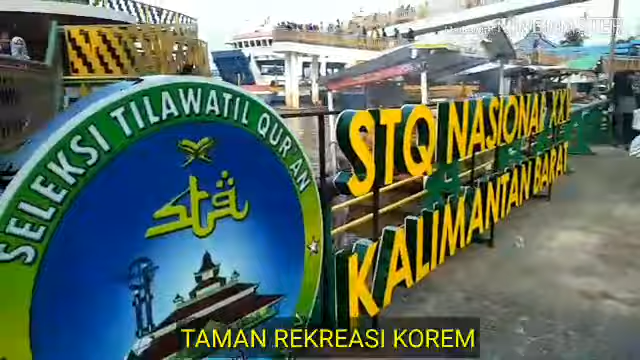 SELEKSI TILAWATIL QUR'AN
stq
STQ NASIONAL XXV
KALIMANTAN BARAT
TAMAN REKREASI KOREM